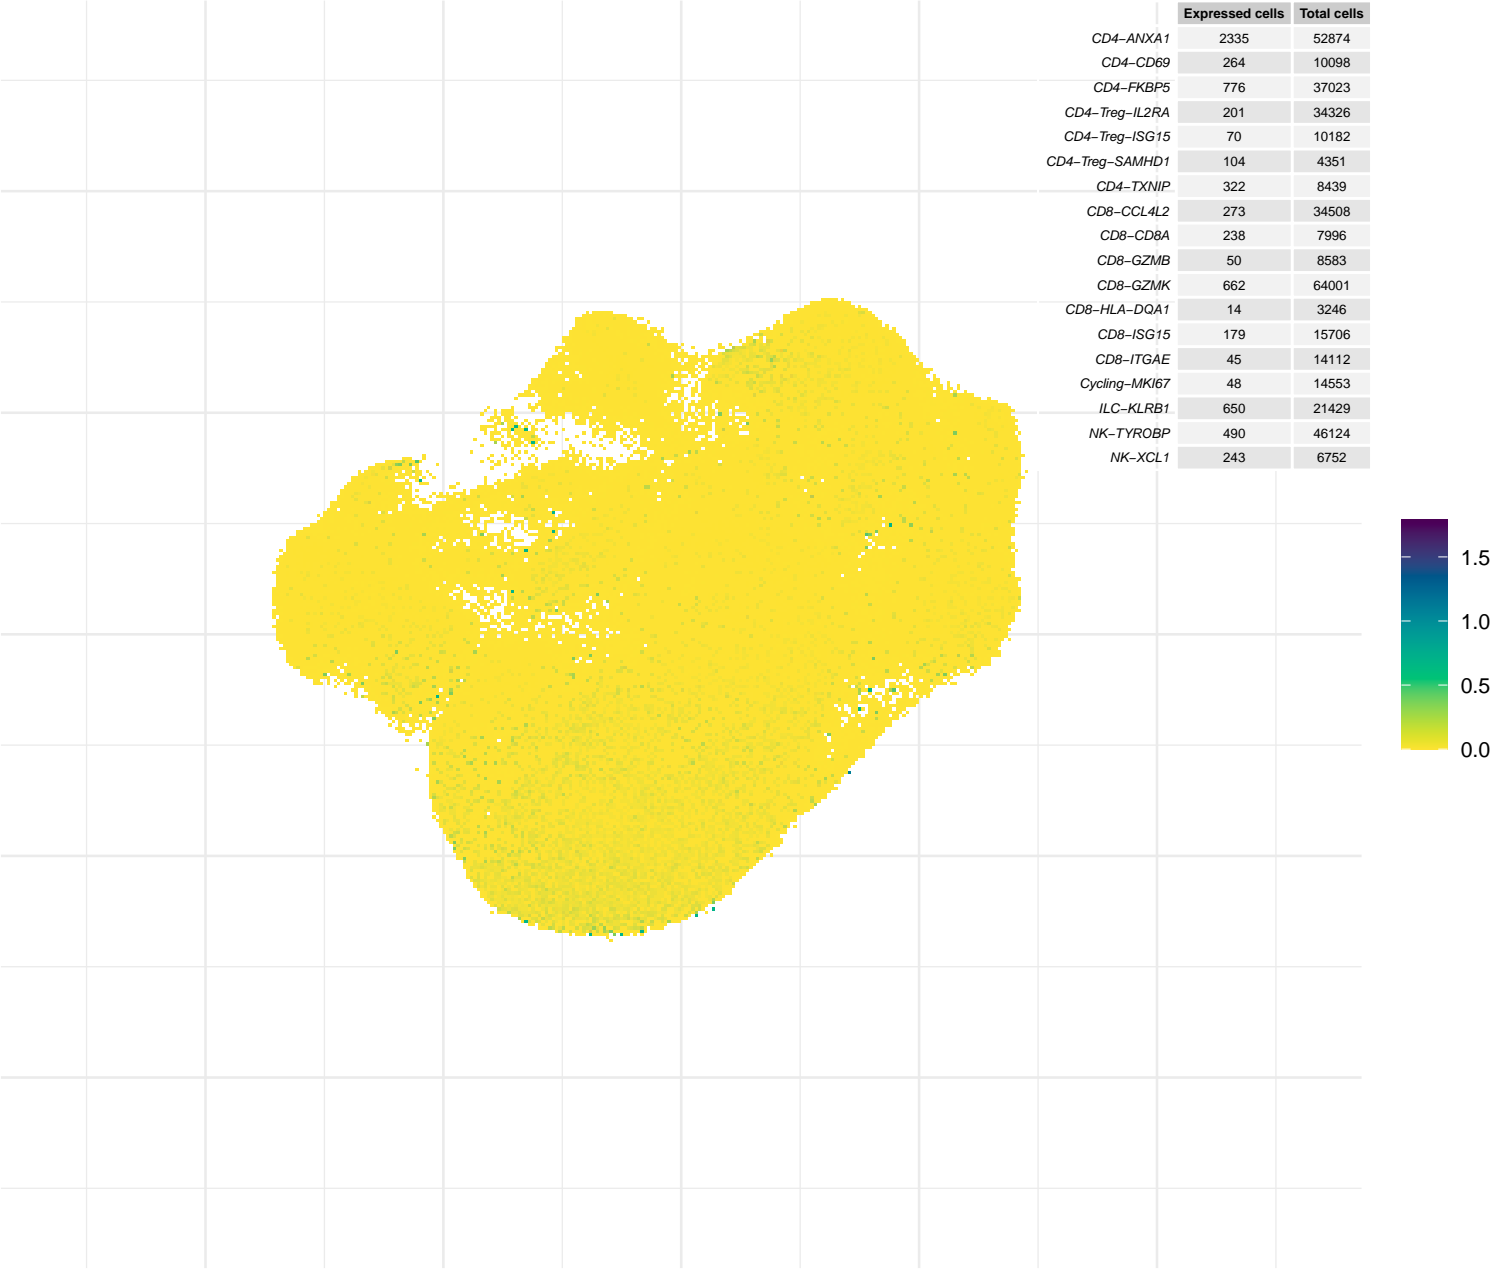 Expressed cells Total cells
CD4−ANXA1 2335 52874
CD4−CD69 264 10098
CD4−FKBP5 776 37023
CD4−Treg−IL2RA 201 34326
CD4−Treg−ISG15 70 10182
CD4−Treg−SAMHD1 104 4351
CD4−TXNIP 322 8439
CD8−CCL4L2 273 34508
CD8−CD8A 238 7996
CD8−GZMB 50 8583
CD8−GZMK 662 64001
CD8−HLA−DQA1 14 3246
CD8−ISG15 179 15706
CD8−ITGAE 45 14112
Cycling−MKI67 48 14553
ILC−KLRB1 650 21429
NK−TYROBP 490 46124
NK−XCL1 243 6752
1.5
1.0
0.5
0.0